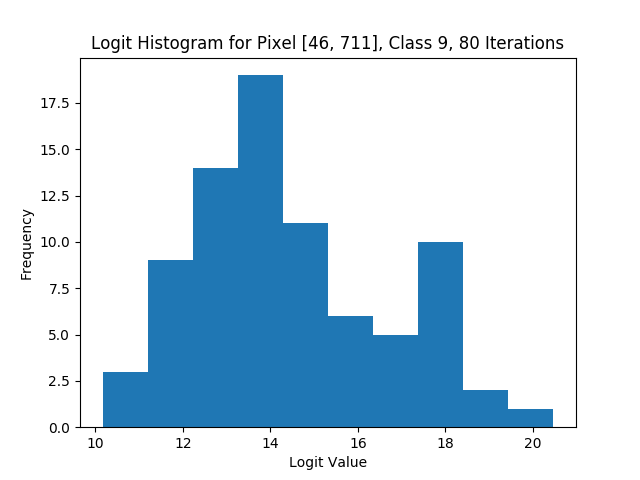 Logit Histogram for Pixel [46, 711], Class 9, 80 Iterations
17.5
15.0
12.5
10.0
7.5
5.0
2.5
0.0
Frequency
10 12 14 16 18 20
Logit Value